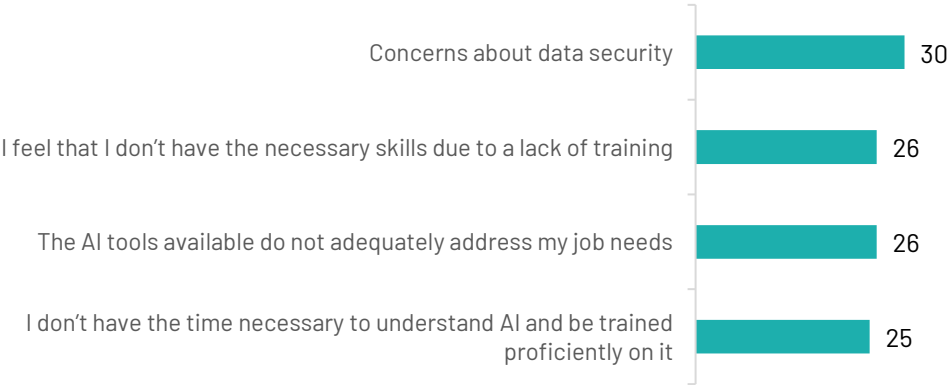 Concerns about data security
30
I feel that I don’t have the necessary skills due to a lack of training
26
The AI tools available do not adequately address my job needs
26
I don’t have the time necessary to understand AI and be trained
proficiently on it
25